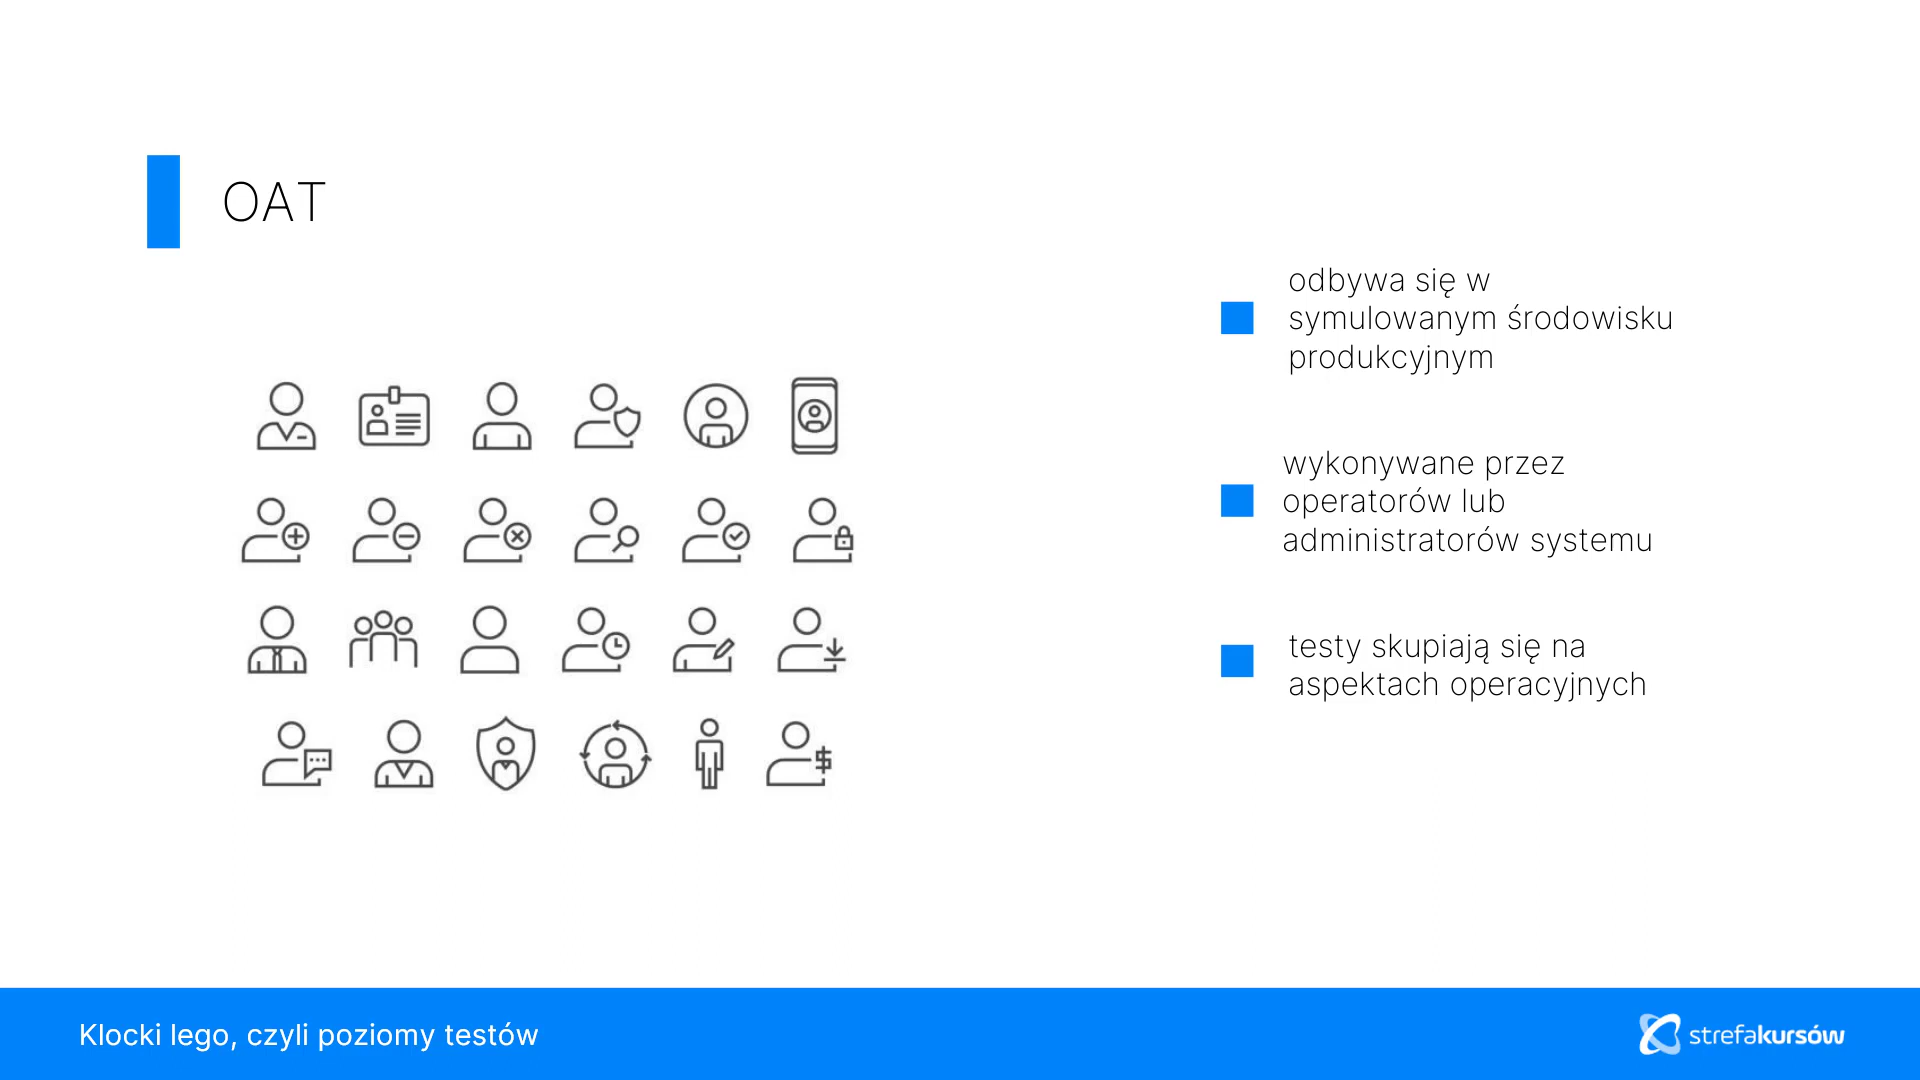 OAT
odbywa się w
symulowanym środowisku
produkcyjnym
wykonywane przez
operatorów lub
administratorów systemu
testy skupiają się na
aspektach operacyjnych
Klocki lego, czyli poziomy testów
strefakursów